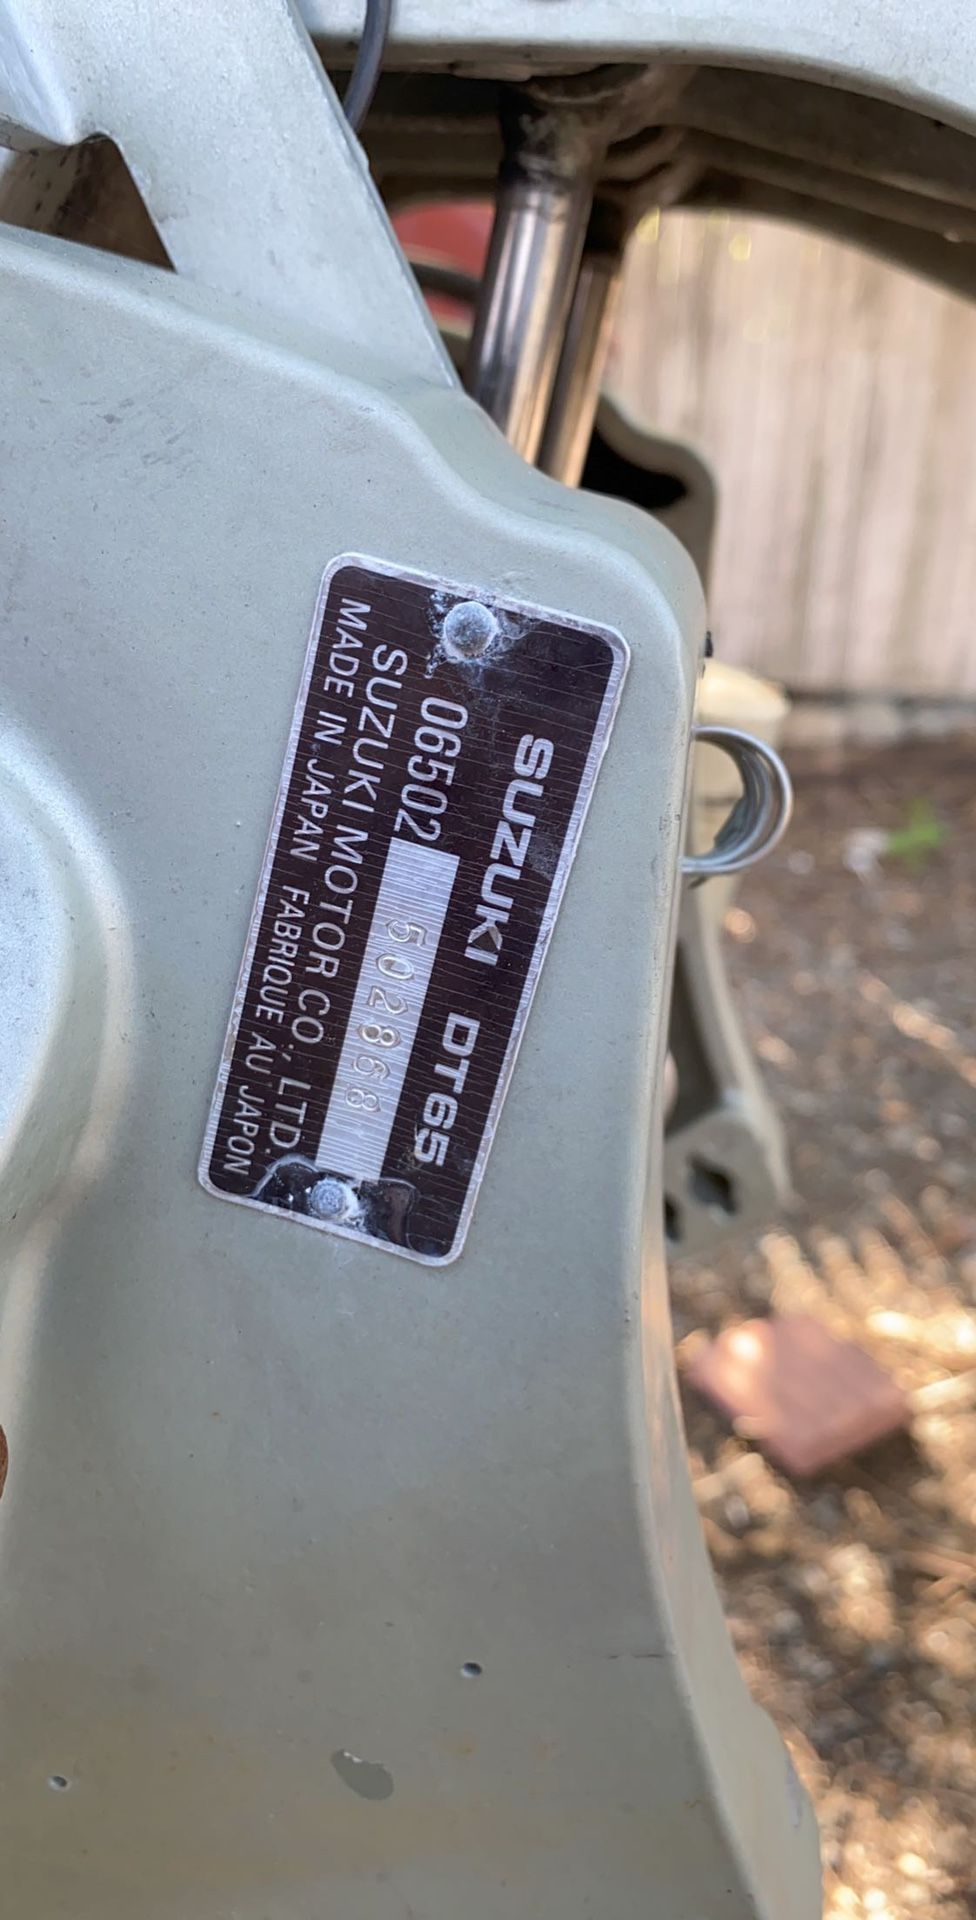 SUZUKI DT65
06502 502868
SUZUKI MOTOR CO., LTD.
MADE IN JAPAN FABRIQUE AU JAPON